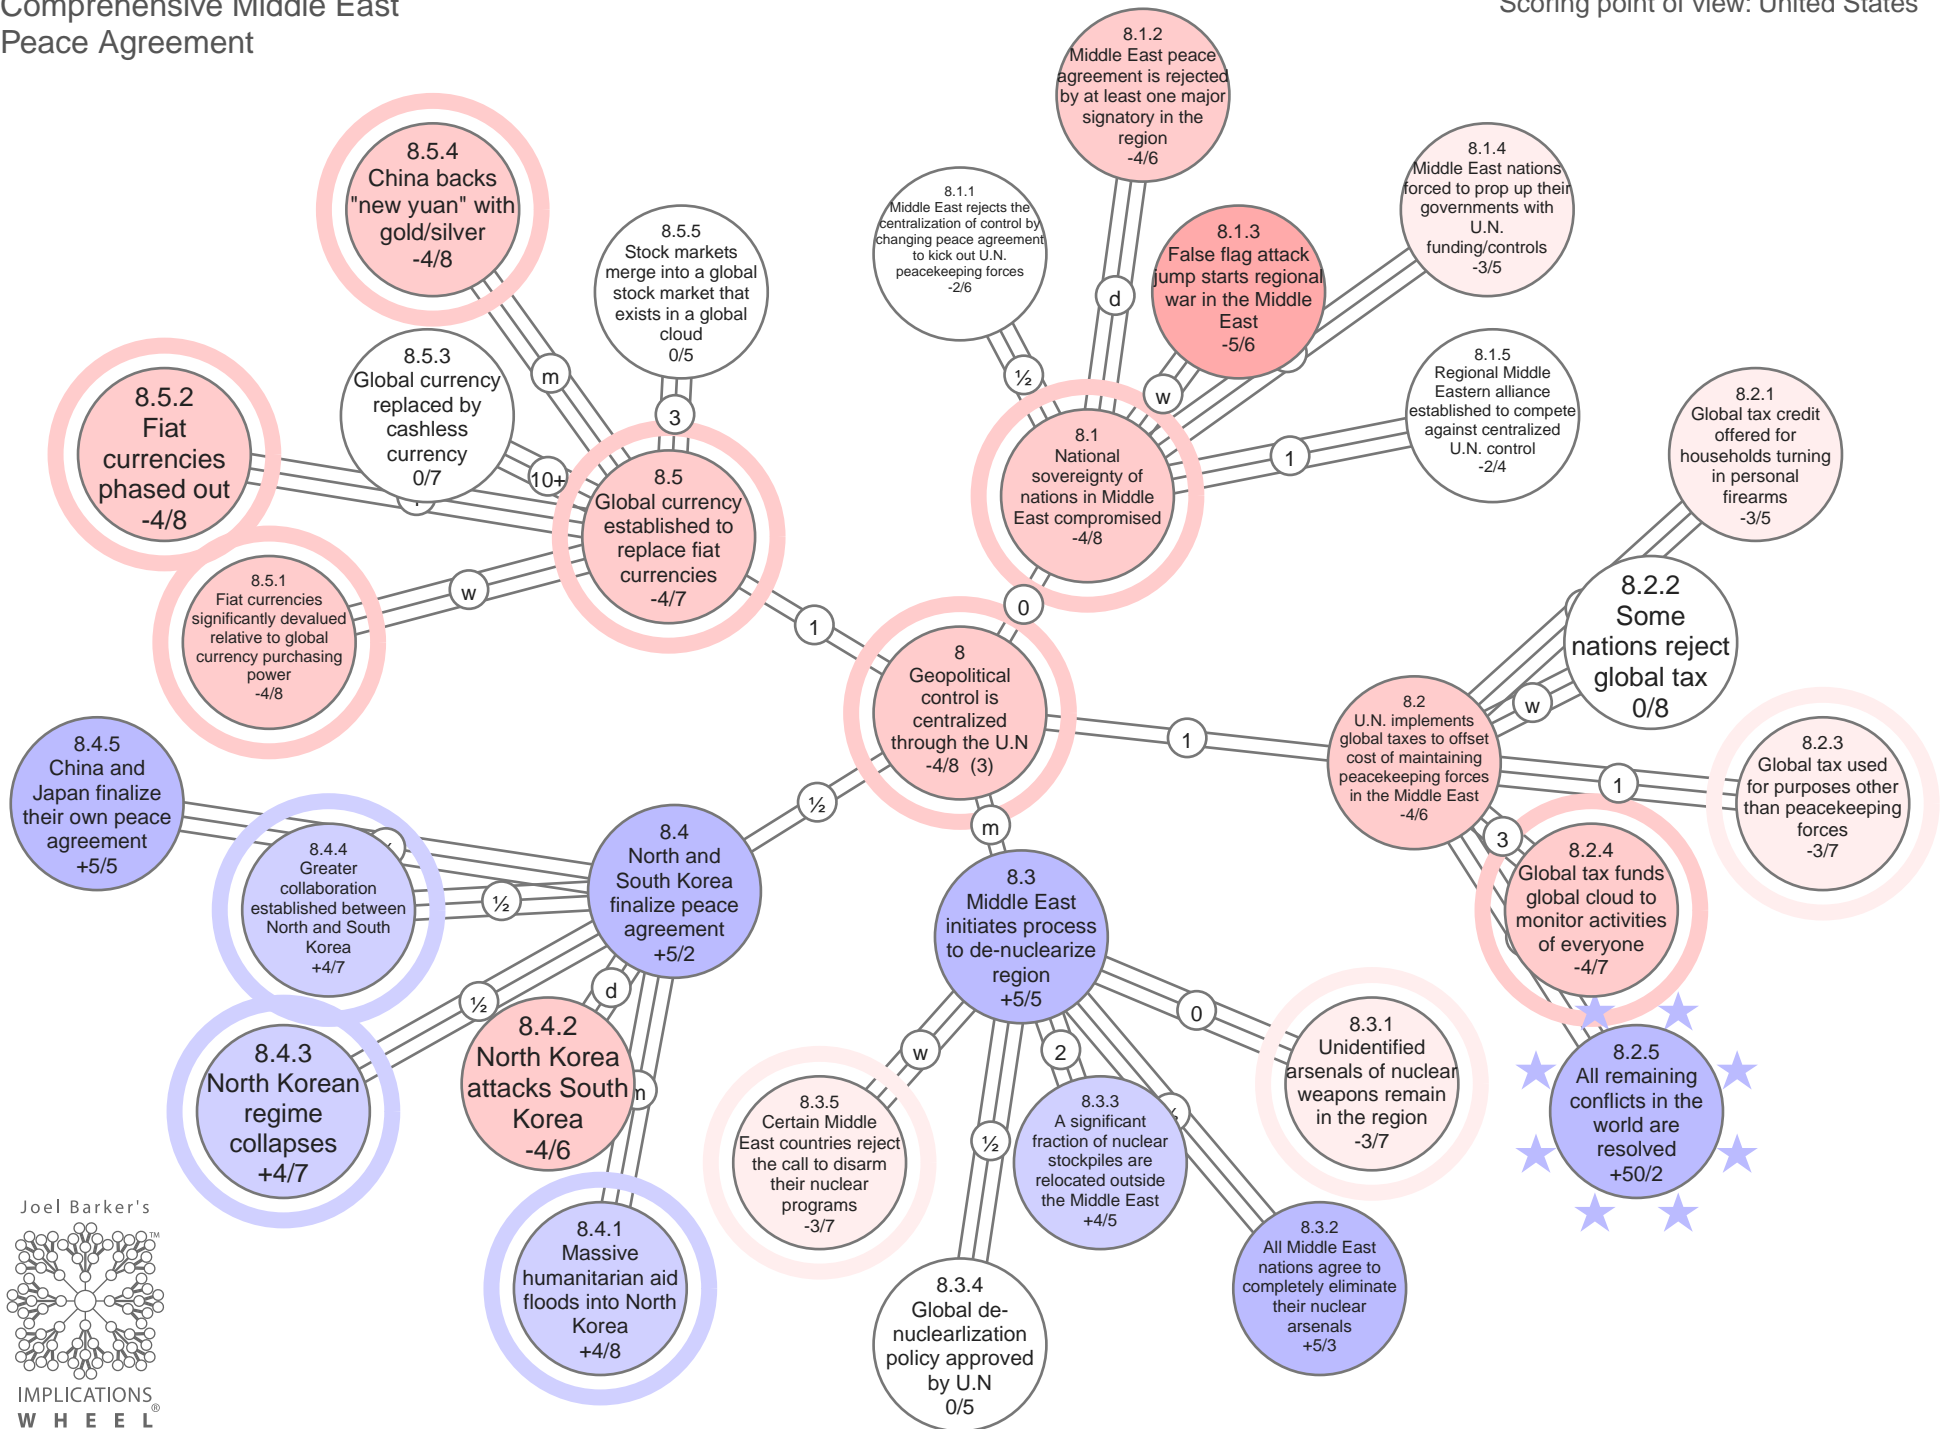 Comprehensive Middle East
Peace Agreement
Scoring point of view: United States
8.1.2
Middle East peace
agreement is rejected
by at least one major
signatory in the
region
-4/6
8.5.4
China backs
"new yuan" with
gold/silver
-4/8
8.1.4
Middle East nations
forced to prop up their
governments with
U.N.
funding/controls
-3/5
8.1.1
Middle East rejects the
centralization of control by
changing peace agreement
to kick out U.N.
peacekeeping forces
-2/6
8.5.5
Stock markets
merge into a global
stock market that
exists in a global
cloud
0/5
8.1.3
False flag attack
jump starts regional
war in the Middle
East
-5/6
d
8.5.3
Global currency
replaced by
cashless
currency
0/7
8.1.5
Regional Middle
Eastern alliance
established to compete
against centralized
U.N. control
-2/4
m
½
w
8.5.2
Fiat
currencies
phased out
-4/8
8.2.1
Global tax credit
offered for
households turning
in personal
firearms
-3/5
3
10+
8.5
Global currency
established to
replace fiat
currencies
-4/7
8.1
National
sovereignty of
nations in Middle
East compromised
-4/8
1
8.5.1
Fiat currencies
significantly devalued
relative to global
currency purchasing
power
-4/8
w
1
0
8.2.2
Some
nations reject
global tax
0/8
8
Geopolitical
control is
centralized
through the U.N
-4/8 (3)
1
8.2
U.N. implements
global taxes to offset
cost of maintaining
peacekeeping forces
in the Middle East
-4/6
w
8.4.5
China and
Japan finalize
their own peace
agreement
+5/5
8.2.3
Global tax used
for purposes other
than peacekeeping
forces
-3/7
1
½
m
3
8.4.4
Greater
collaboration
established between
North and South
Korea
+4/7
½
8.4
North and
South Korea
finalize peace
agreement
+5/2
8.3
Middle East
initiates process
to de-nuclearize
region
+5/5
8.2.4
Global tax funds
global cloud to
monitor activities
of everyone
-4/7
½
d
8.4.3
North Korean
regime
collapses
+4/7
8.4.2
North Korea
attacks South
Korea
-4/6
m
w
2
0
½
8.3.1
Unidentified
arsenals of nuclear
weapons remain
in the region
-3/7
8.2.5
All remaining
conflicts in the
world are
resolved
+50/2
8.3.5
Certain Middle
East countries reject
the call to disarm
their nuclear
programs
-3/7
8.3.3
A significant
fraction of nuclear
stockpiles are
relocated outside
the Middle East
+4/5
8.4.1
Massive
humanitarian aid
floods into North
Korea
+4/8
8.3.4
Global de-
nuclearlization
policy approved
by U.N
0/5
8.3.2
All Middle East
nations agree to
completely eliminate
their nuclear
arsenals
+5/3
Joel Barker's
TM
IMPLICATIONS
WHEEL®